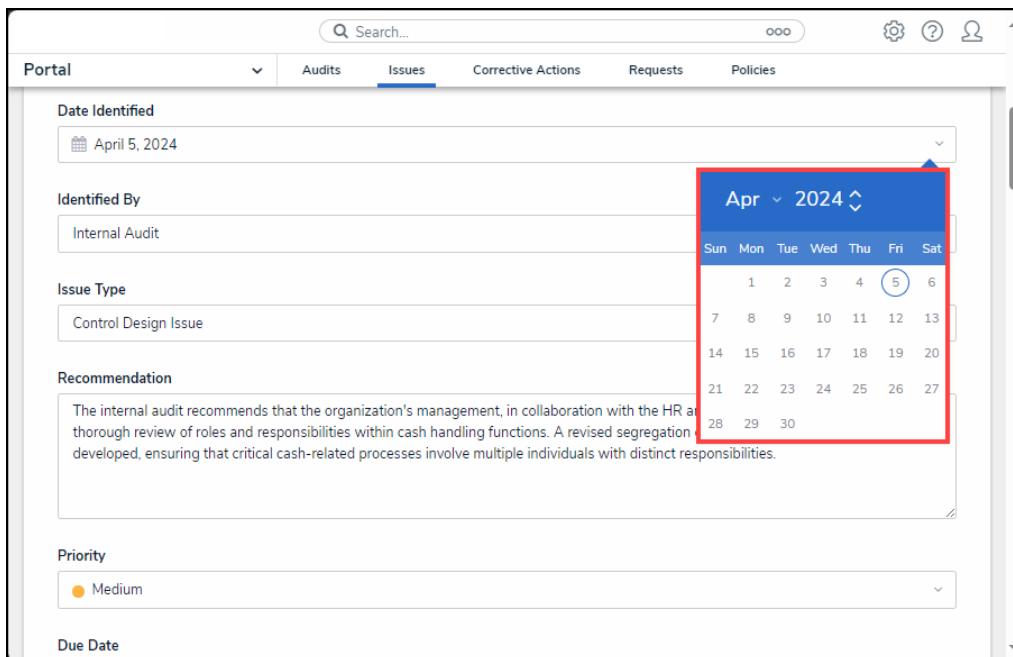 Search...
Portal Audits Issues Corrective Actions Requests Policies
Date Identified
April 5, 2024
Identified By
Internal Audit
Issue Type
Control Design Issue
Recommendation
The internal audit recommends that the organization's management, in collaboration with the HR
thorough review of roles and responsibilities within cash handling functions. A revised segregation
developed, ensuring that critical cash-related processes involve multiple individuals with distinct responsibilities.
Priority
Medium
Due Date
Apr 2024
Sun Mon Tue Wed Thu Fri Sat
1 2 3 4 5 6
7 8 9 10 11 12 13
14 15 16 17 18 19 20
21 22 23 24 25 26 27
28 29 30